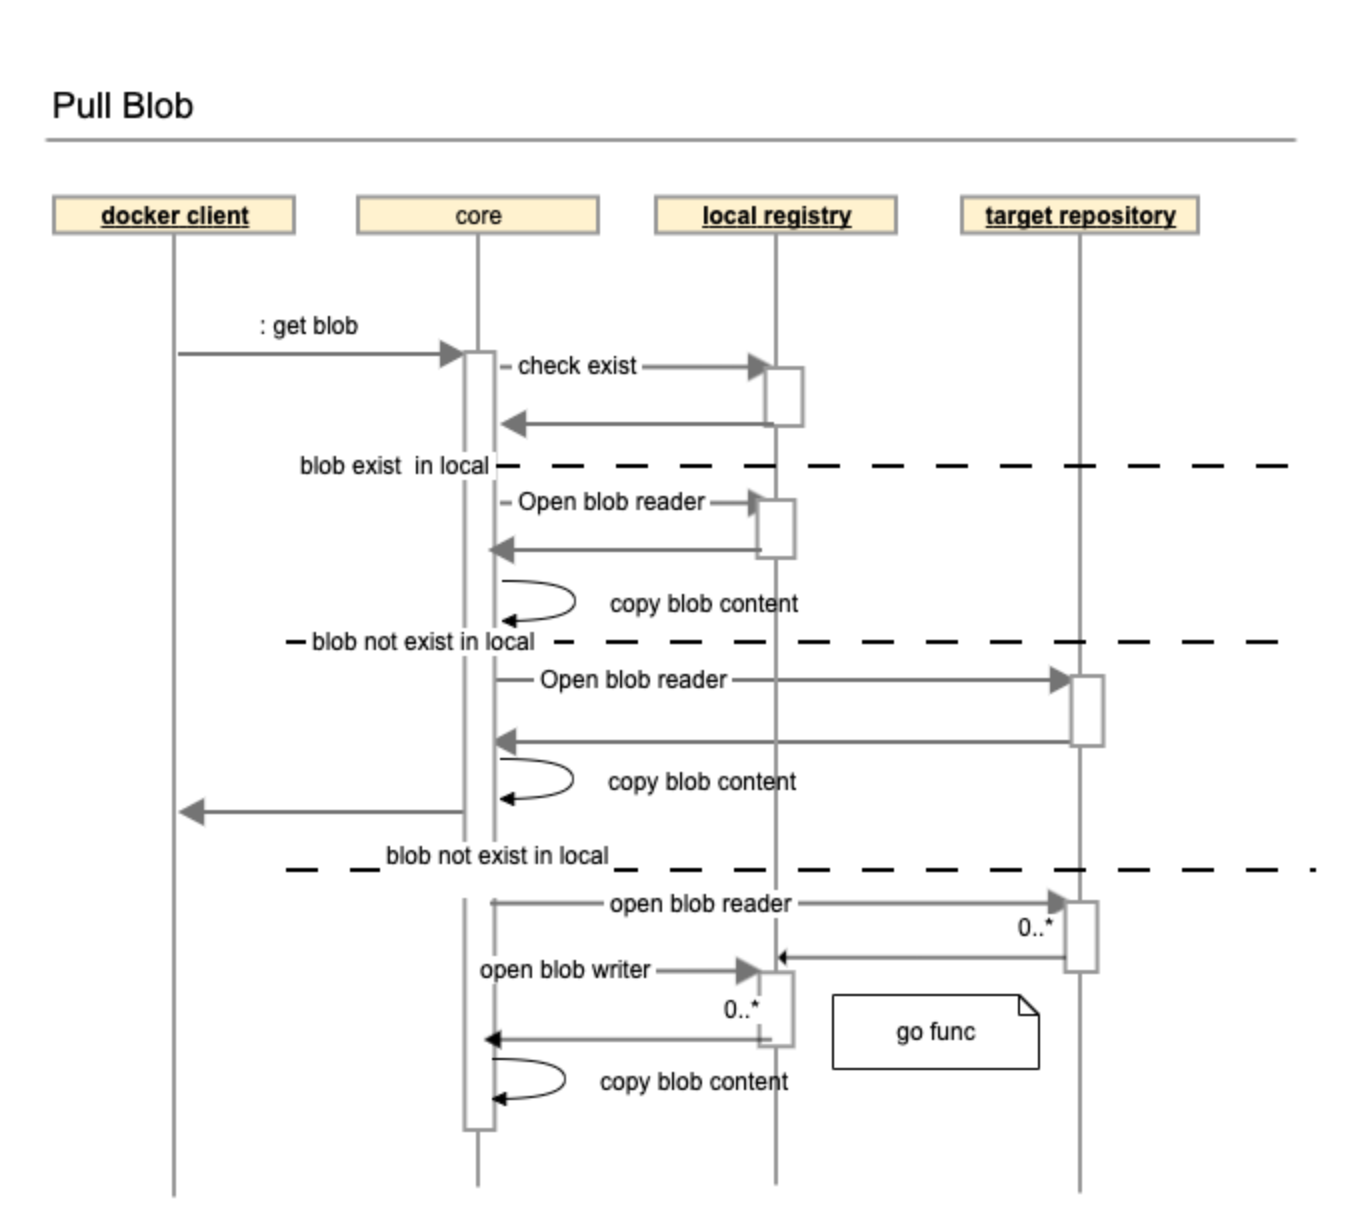 Pull Blob
docker client
core
local registry
target repository
: get blob
check exist
blob exist  in local
Open blob reader
copy blob content
blob not exist in local
Open blob reader
copy blob content
blob not exist in local
open blob reader
0..*
open blob writer
0..*
go func
copy blob content